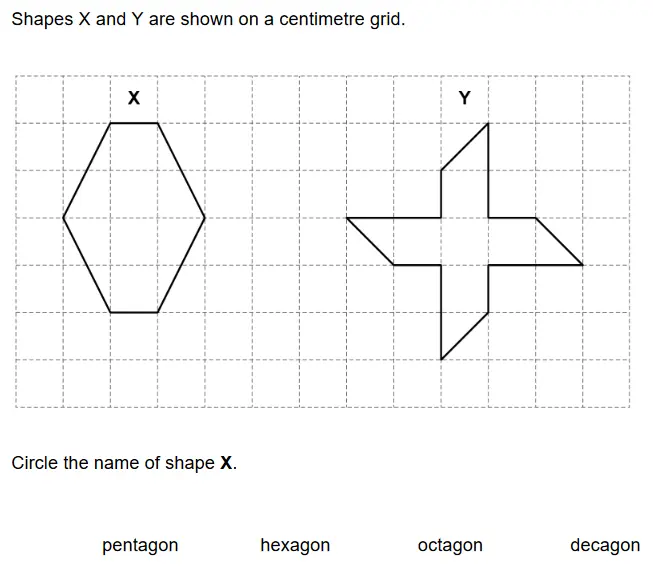 Shapes X and Y are shown on a centimetre grid.
X Y
Circle the name of shape X.
pentagon hexagon octagon decagon